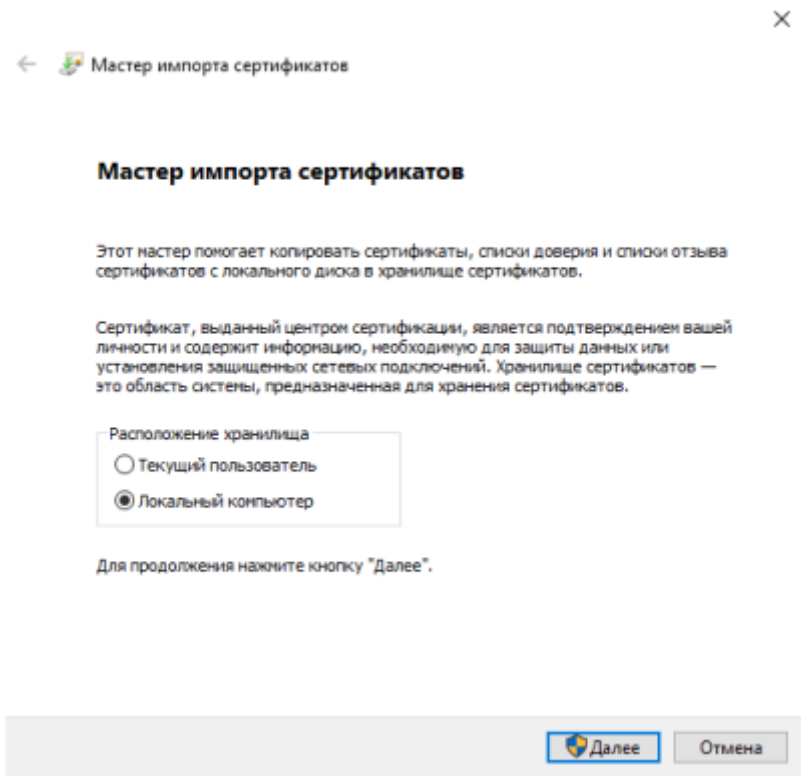 Мастер импорта сертификатов
Мастер импорта сертификатов
Этот мастер помогает копировать сертификаты, списки доверия и списки отзыва
сертификатов с локального диска в хранилище сертификатов.
Сертификат, выданный центром сертификации, является подтверждением вашей
личности и содержит информацию, необходимую для защиты данных или
установления защищенных сетевых подключений. Хранилище сертификатов —
это область системы, предназначенная для хранения сертификатов.
Расположение хранилища
Текущий пользователь
Локальный компьютер
Для продолжения нажмите кнопку "Далее".
Далее
Отмена